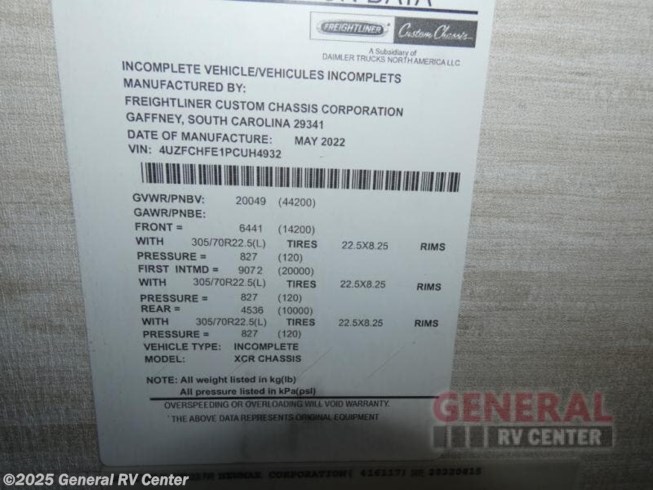 FREIGHTLINER Custom Chassis
A Subsidiary of
DAIMLER TRUCKS NORTH AMERICA LLC
INCOMPLETE VEHICLE/VEHICULES INCOMPLETS
MANUFACTURED BY:
FREIGHTLINER CUSTOM CHASSIS CORPORATION
GAFFNEY, SOUTH CAROLINA 29341
DATE OF MANUFACTURE: MAY 2022
VIN: 4UZFCHFE1PCUH4932
GVWR/PNBV: 20049 (44200)
GAWR/PNBE:
FRONT = 6441 (14200)
WITH 305/70R22.5(L) TIRES 22.5X8.25 RIMS
PRESSURE = 827 (120)
FIRST INTMD = 9072 (20000)
WITH 305/70R22.5(L) TIRES 22.5X8.25 RIMS
PRESSURE = 827 (120)
REAR = 4536 (10000)
WITH 305/70R22.5(L) TIRES 22.5X8.25 RIMS
PRESSURE = 827 (120)
VEHICLE TYPE: INCOMPLETE
MODEL: XCR CHASSIS
NOTE: All weight listed in kg(lb)
All pressure listed in kPa(psl)
OVERSPEEDING OR OVERLOADING WILL VOID WARRANTY.
THE ABOVE DATA REPRESENTS ORIGINAL EQUIPMENT
GENERAL
RV CENTER
NEWMAR CORPORATION
©2025 General RV Center